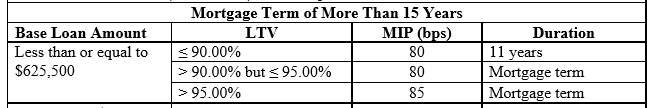 Mortgage Term of More Than 15 Years
Base Loan Amount LTV MIP (bps) Duration
Less than or equal to ≤ 90.00% 80 11 years
$625,500 > 90.00% but ≤ 95.00% 80 Mortgage term
> 95.00% 85 Mortgage term